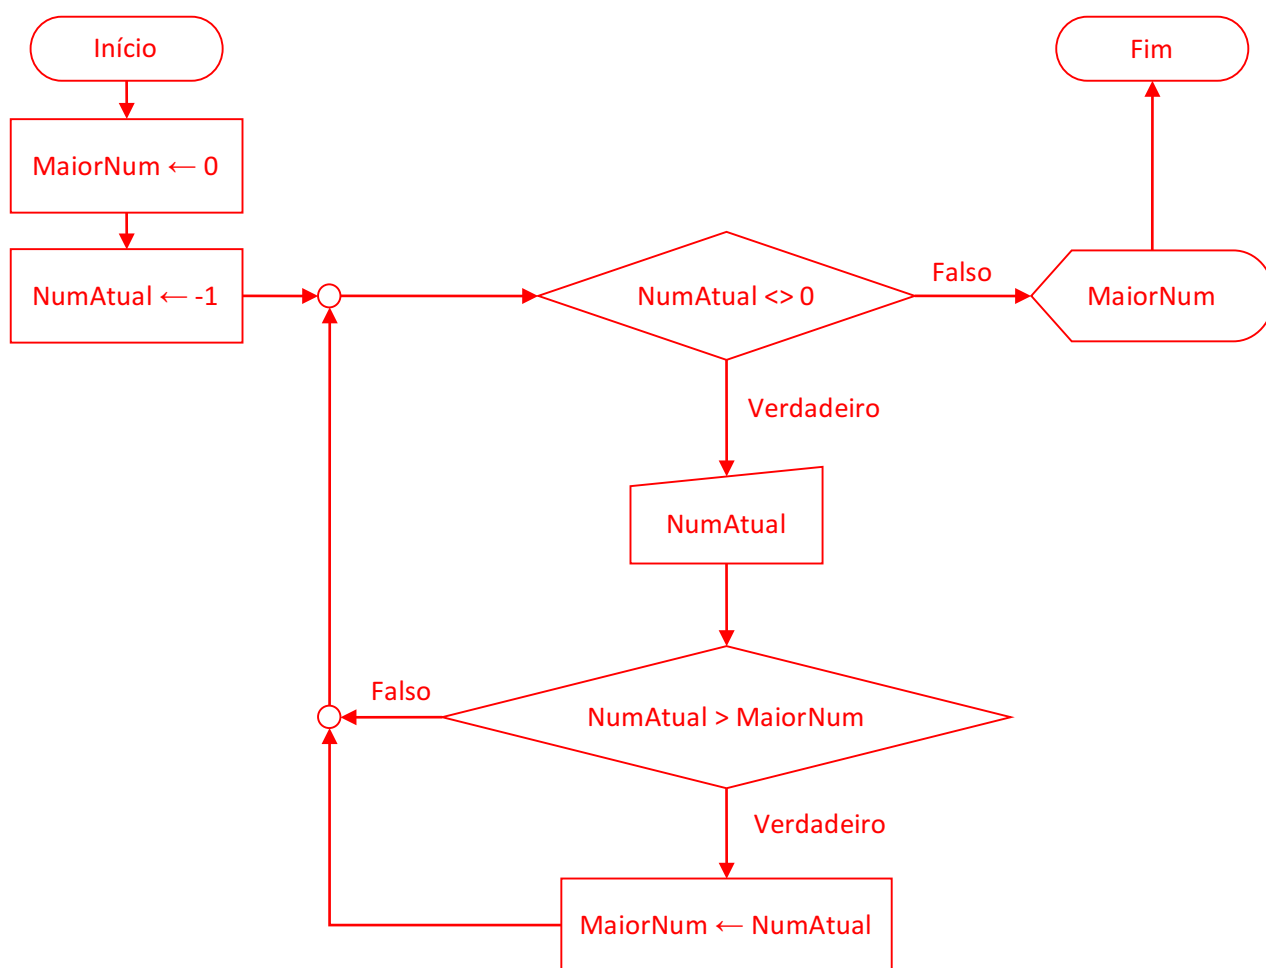 Início
Fim
MaiorNum ← 0
NumAtual ← -1
NumAtual <> 0
Falso
MaiorNum
Verdadeiro
NumAtual
Falso
NumAtual > MaiorNum
Verdadeiro
MaiorNum ← NumAtual